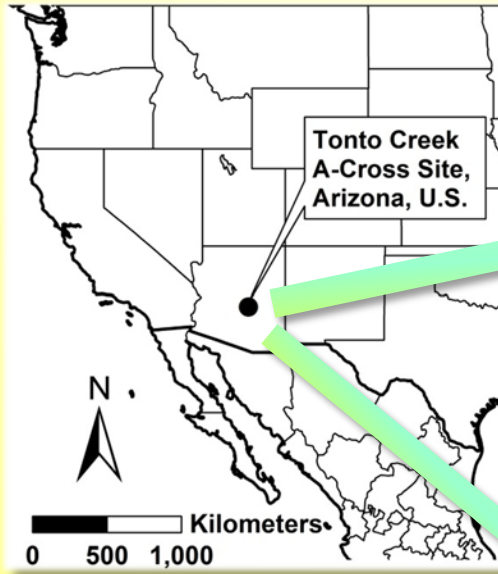 Tonto Creek
A-Cross Site,
Arizona, U.S.
N
Kilometers
0 500 1,000